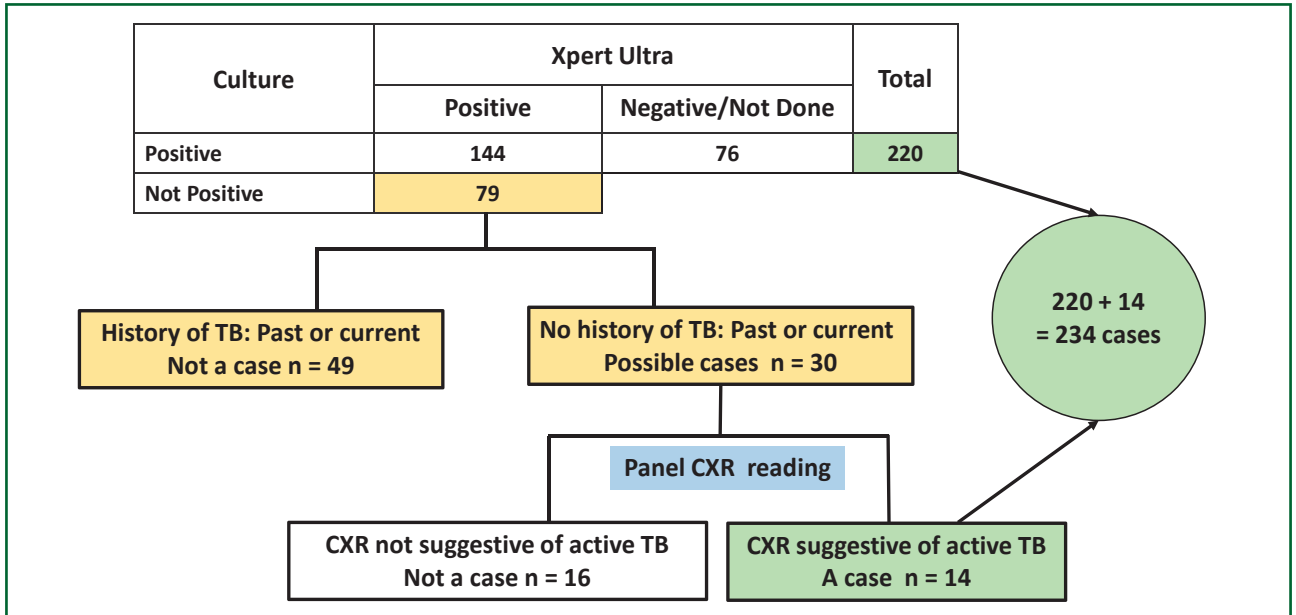 Culture
Xpert Ultra
Total
Positive
Negative/Not Done
Positive 144 76 220
Not Positive 79
History of TB: Past or current
Not a case n = 49
No history of TB: Past or current
Possible cases n = 30
220 + 14
= 234 cases
Panel CXR reading
CXR not suggestive of active TB
Not a case n = 16
CXR suggestive of active TB
A case n = 14